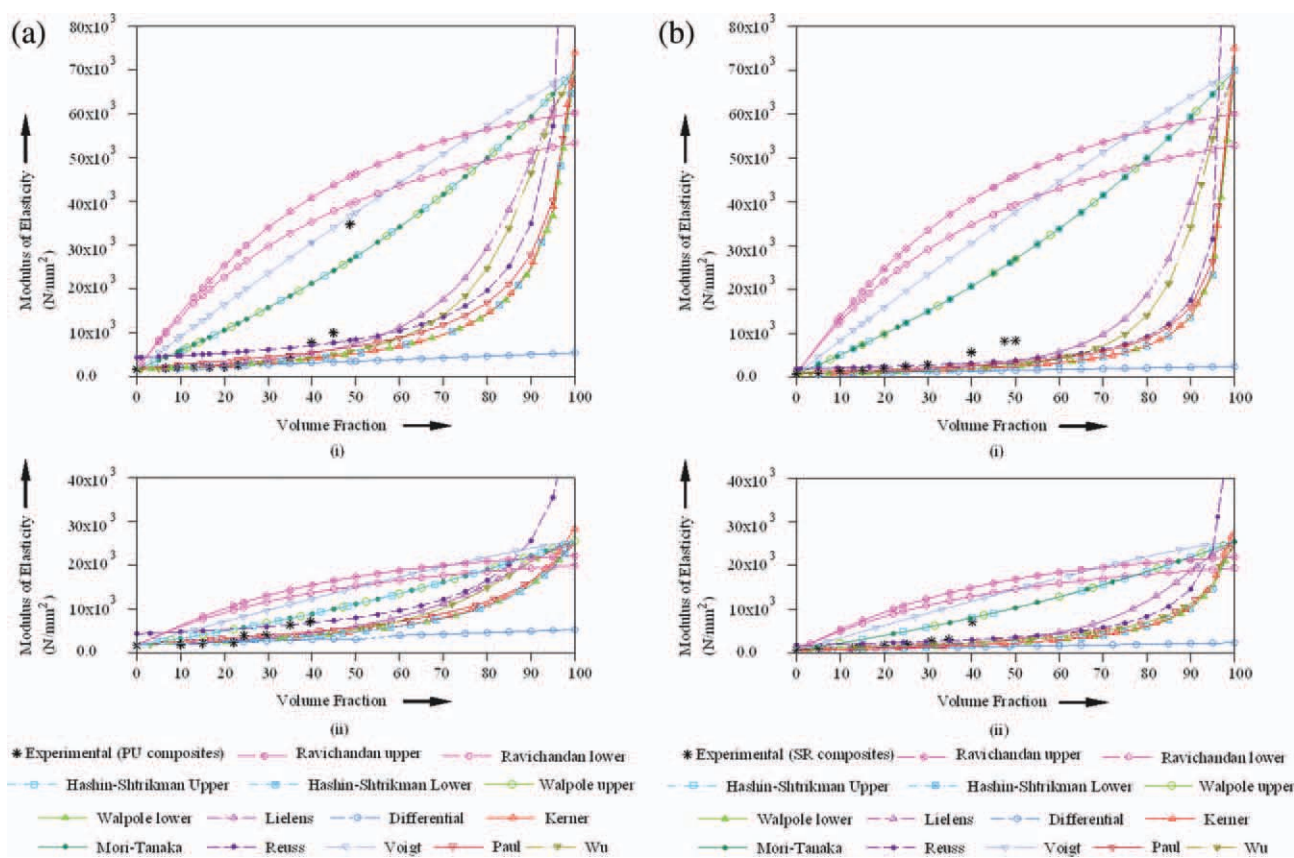 (a)
80x10³
70x10³
60x10³
50x10³
40x10³
30x10³
20x10³
10x10³
0.0
Modulus of Elasticity
(N/mm²)
0 10 20 30 40 50 60 70 80 90 100
Volume Fraction
(i)
40x10³
30x10³
20x10³
10x10³
0.0
Modulus of Elasticity
(N/mm²)
0 10 20 30 40 50 60 70 80 90 100
Volume Fraction
(ii)
Experimental (PU composites) Ravichandan upper Ravichandan lower
Hashin-Shtrikman Upper Hashin-Shtrikman Lower Walpole upper
Walpole lower Lielens Differential Kerner
Mori-Tanaka Reuss Voigt Paul Wu
(b)
80x10³
70x10³
60x10³
50x10³
40x10³
30x10³
20x10³
10x10³
0.0
Modulus of Elasticity
(N/mm²)
0 10 20 30 40 50 60 70 80 90 100
Volume Fraction
(i)
40x10³
30x10³
20x10³
10x10³
0.0
Modulus of Elasticity
(N/mm²)
0 10 20 30 40 50 60 70 80 90 100
Volume Fraction
(ii)
Experimental (SR composites) Ravichandan upper Ravichandan lower
Hashin-Shtrikman Upper Hashin-Shtrikman Lower Walpole upper
Walpole lower Lielens Differential Kerner
Mori-Tanaka Reuss Voigt Paul Wu